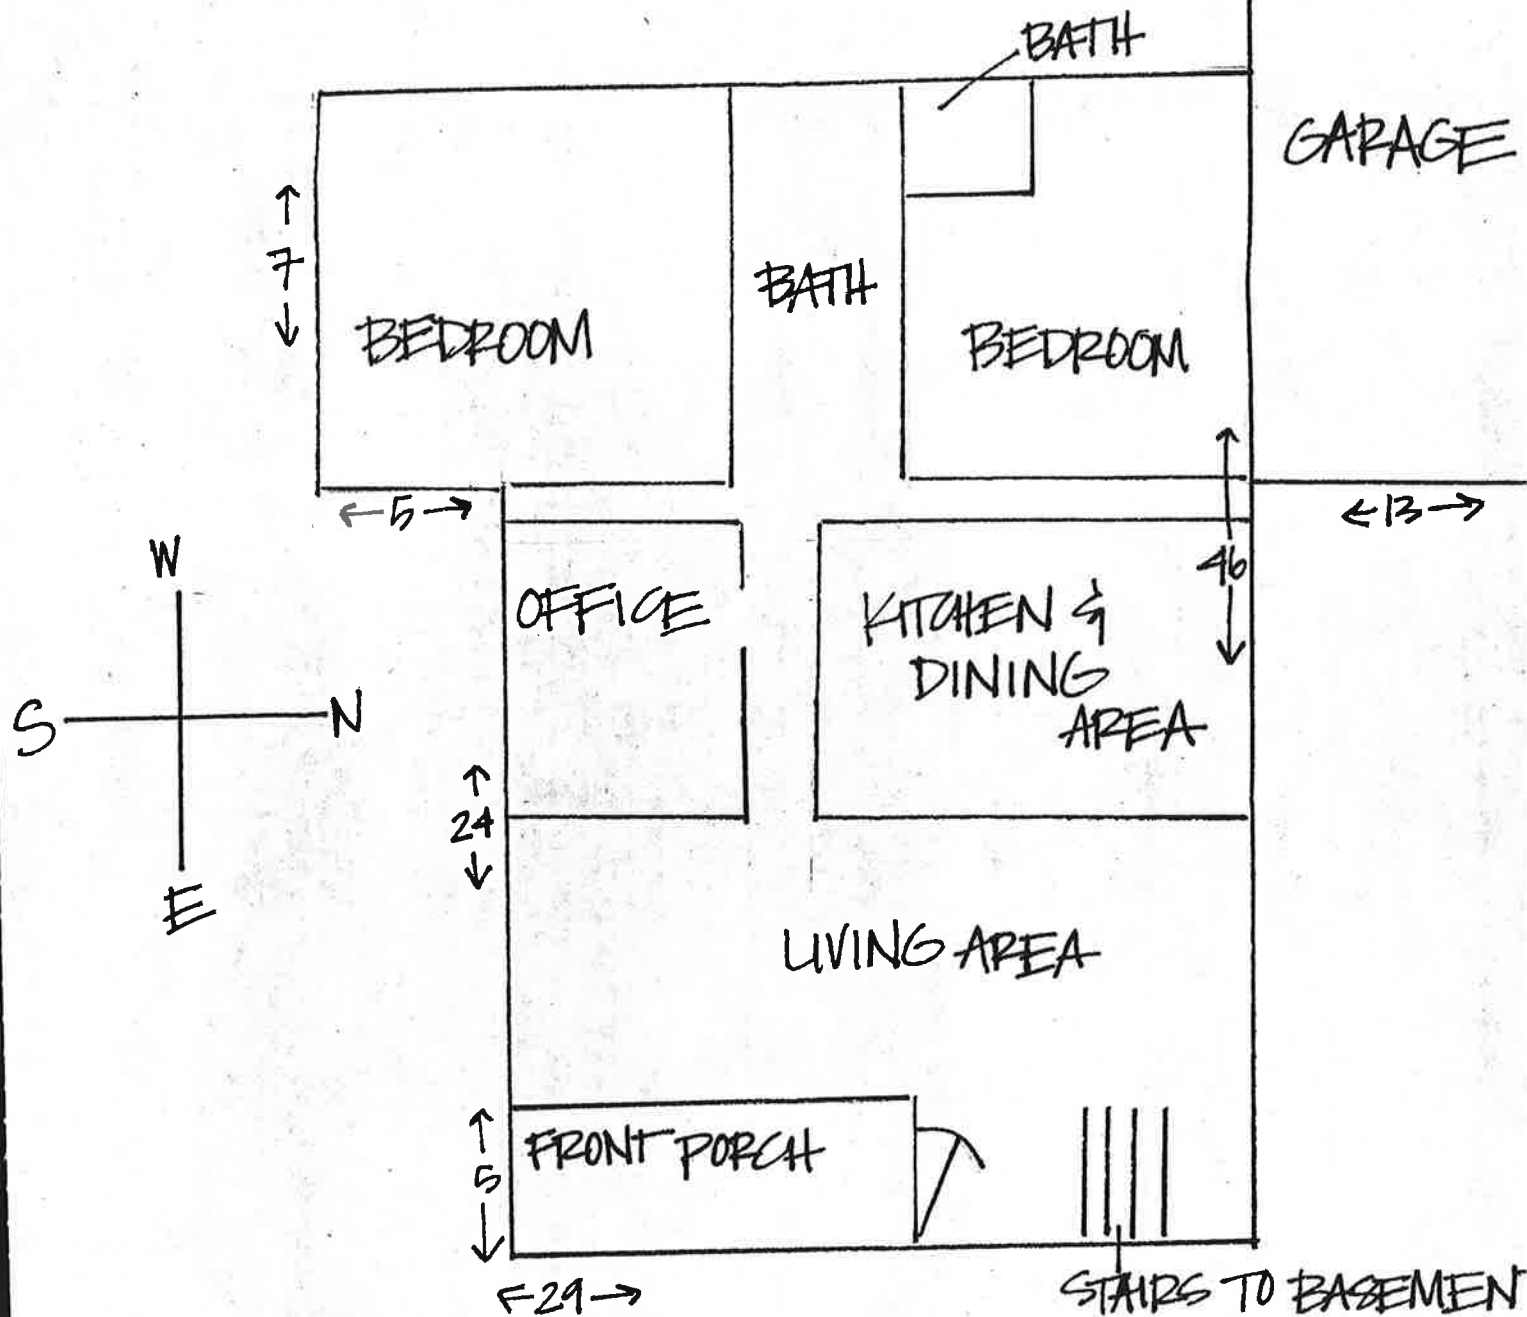 BATH
GARAGE
7
BATH
BEDROOM
BEDROOM
5
13
W
46
OFFICE
KITCHEN &
DINING
AREA
S
N
24
E
LIVING AREA
FRONT PORCH
5
29
STAIRS TO BASEMEN